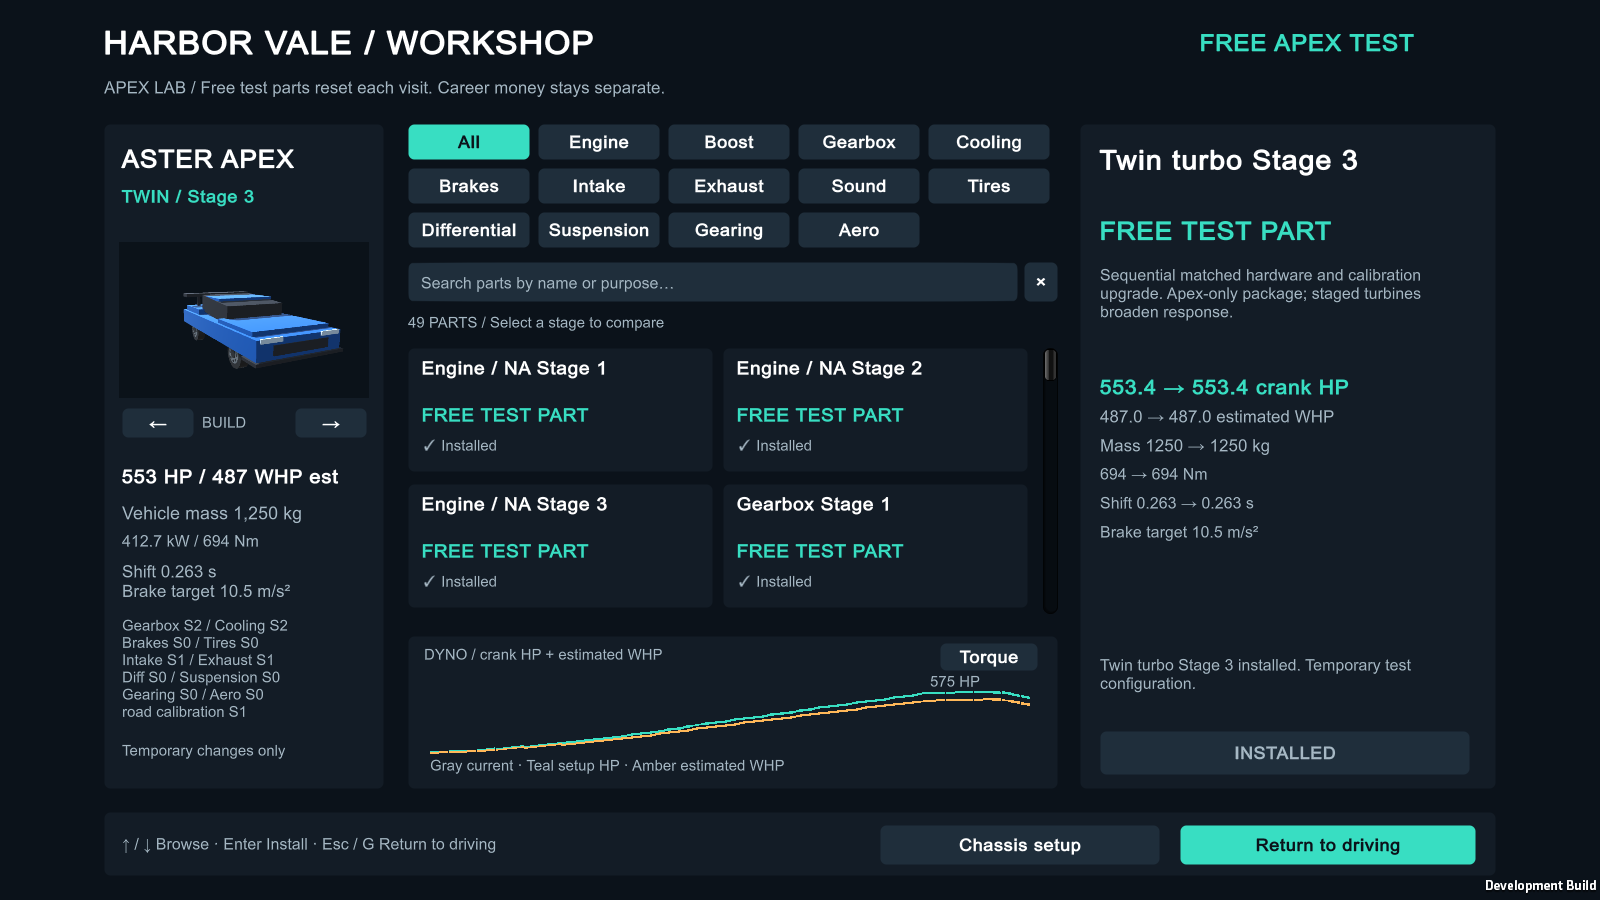 HARBOR VALE / WORKSHOP
FREE APEX TEST
APEX LAB / Free test parts reset each visit. Career money stays separate.
ASTER APEX
TWIN / Stage 3
← BUILD →
553 HP / 487 WHP est
Vehicle mass 1,250 kg
412.7 kW / 694 Nm
Shift 0.263 s
Brake target 10.5 m/s²
Gearbox S2 / Cooling S2
Brakes S0 / Tires S0
Intake S1 / Exhaust S1
Diff S0 / Suspension S0
Gearing S0 / Aero S0
road calibration S1
Temporary changes only
All Engine Boost Gearbox Cooling
Brakes Intake Exhaust Sound Tires
Differential Suspension Gearing Aero
Search parts by name or purpose…
×
49 PARTS / Select a stage to compare
Engine / NA Stage 1
FREE TEST PART
✓ Installed
Engine / NA Stage 2
FREE TEST PART
✓ Installed
Engine / NA Stage 3
FREE TEST PART
✓ Installed
Gearbox Stage 1
FREE TEST PART
✓ Installed
DYNO / crank HP + estimated WHP
Torque
575 HP
Gray current · Teal setup HP · Amber estimated WHP
Twin turbo Stage 3
FREE TEST PART
Sequential matched hardware and calibration
upgrade. Apex-only package; staged turbines
broaden response.
553.4 → 553.4 crank HP
487.0 → 487.0 estimated WHP
Mass 1250 → 1250 kg
694 → 694 Nm
Shift 0.263 → 0.263 s
Brake target 10.5 m/s²
Twin turbo Stage 3 installed. Temporary test
configuration.
INSTALLED
↑ / ↓ Browse · Enter Install · Esc / G Return to driving
Chassis setup
Return to driving
Development Build